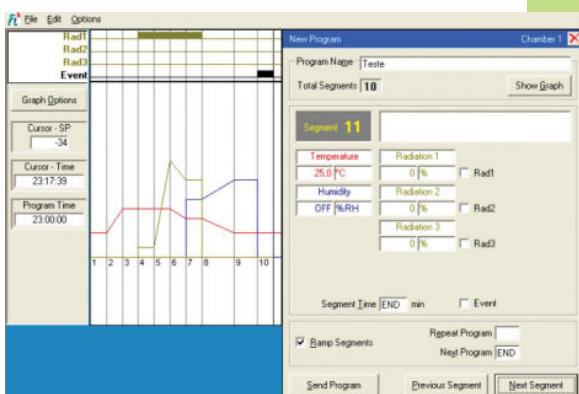 File Edit Options
Rad1
Rad2
Rad3
Event
Graph Options
Cursor - SP
-34
Cursor - Time
23:17:39
Program Time
23:00:00
1 2 3 4 5 6 7 8 9 10
New Program Chamber 1
Program Name Teste
Total Segments 10 Show Graph
Segment 11
Temperature Radiation 1
25,0 °C 0 % Rad1
Humidity Radiation 2
OFF %RH 0 % Rad2
Radiation 3
0 % Rad3
Segment Time END min Event
Ramp Segments
Repeat Program
Next Program END
Send Program Previous Segment Next Segment